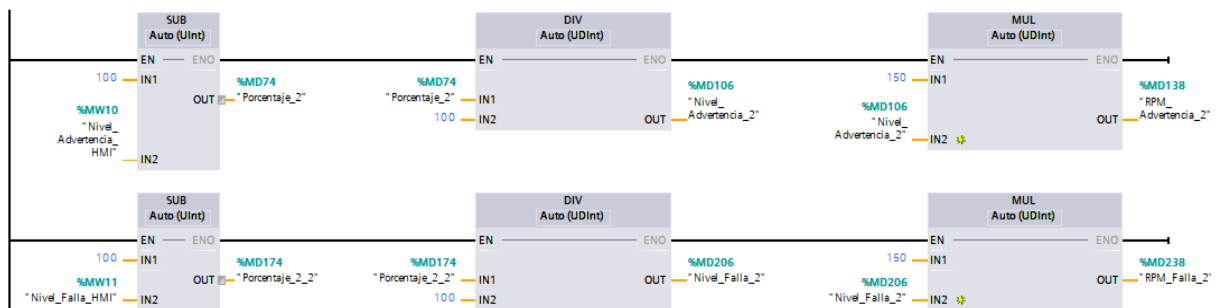 SUB
Auto (UInt)
EN ENO
100 IN1
%MW10
"Nivel_
Advertencia_
HMI" IN2
OUT
%MD74
"Porcentaje_2"
DIV
Auto (UDInt)
EN ENO
%MD74
"Porcentaje_2" IN1
100 IN2
OUT
%MD106
"Nivel_
Advertencia_2"
MUL
Auto (UDInt)
EN ENO
150 IN1
%MD106
"Nivel_
Advertencia_2" IN2
OUT
%MD138
"RPM_
Advertencia_2"
SUB
Auto (UInt)
EN ENO
100 IN1
%MW11
"Nivel_Falla_HMI" IN2
OUT
%MD174
"Porcentaje_2_2"
DIV
Auto (UDInt)
EN ENO
%MD174
"Porcentaje_2_2" IN1
100 IN2
OUT
%MD206
"Nivel_Falla_2"
MUL
Auto (UDInt)
EN ENO
150 IN1
%MD206
"Nivel_Falla_2" IN2
OUT
%MD238
"RPM_Falla_2"